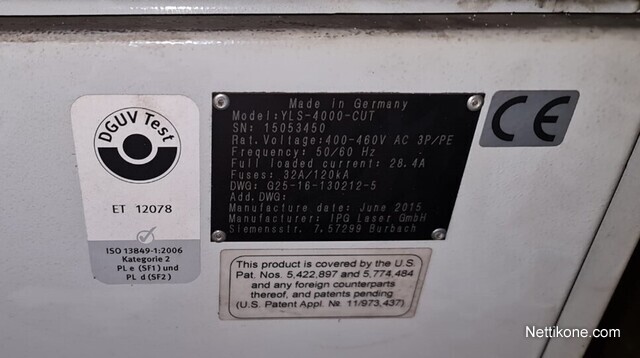 DGUV Test
ET 12078
ISO 13849-1:2006
Kategorie 2
PL e (SF1) und
PL d (SF2)
Made in Germany
Model:YLS-4000-CUT
SN: 15053450
Rat.Voltage:400-460V AC 3P/PE
Frequency: 50/60 Hz
Full loaded current: 28.4A
Fuses: 32A/120kA
DWG: G25-16-130212-5
Add.DWG:
Manufacture date: June 2015
Manufacturer: IPG Laser GmbH
Siemensstr. 7.57299 Burbach
CE
This product is covered by the U.S.
Pat. Nos. 5,422,897 and 5,774,484
and any foreign counterparts
thereof, and patents pending
(U.S. Patent Appl. № 11/973,437)
Nettikone.com